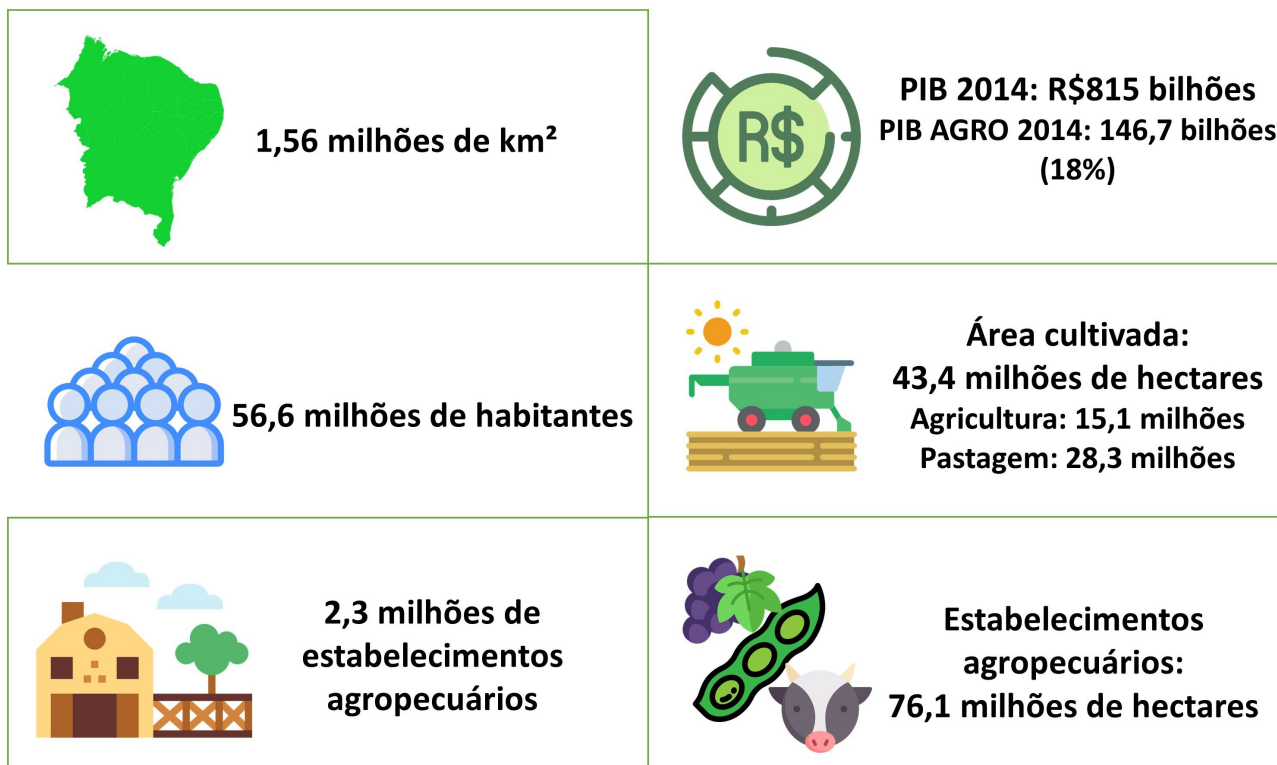 1,56 milhões de km²
R$
PIB 2014: R$815 bilhões
PIB AGRO 2014: 146,7 bilhões
(18%)
56,6 milhões de habitantes
Área cultivada:
43,4 milhões de hectares
Agricultura: 15,1 milhões
Pastagem: 28,3 milhões
2,3 milhões de
estabelecimentos
agropecuários
Estabelecimentos
agropecuários:
76,1 milhões de hectares